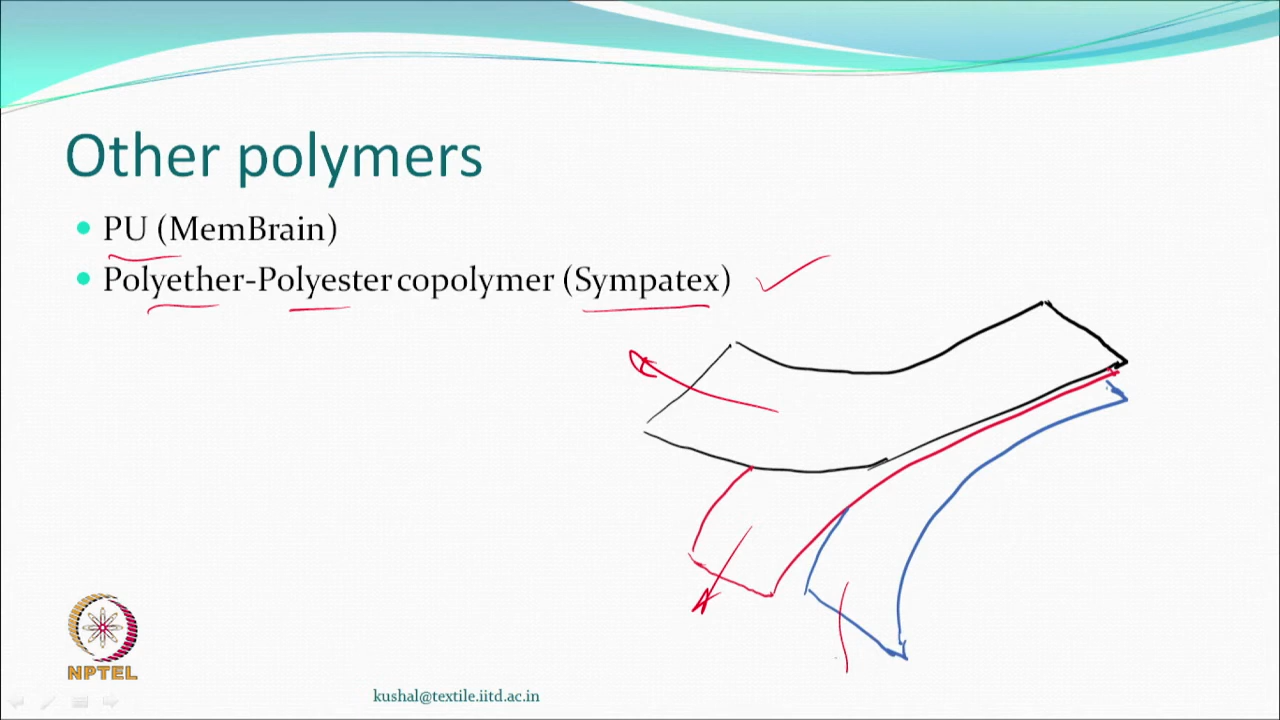 Other polymers
PU (MemBrain)
Polyether-Polyester copolymer (Sympatex)
NPTEL
kushal@textile.iitd.ac.in